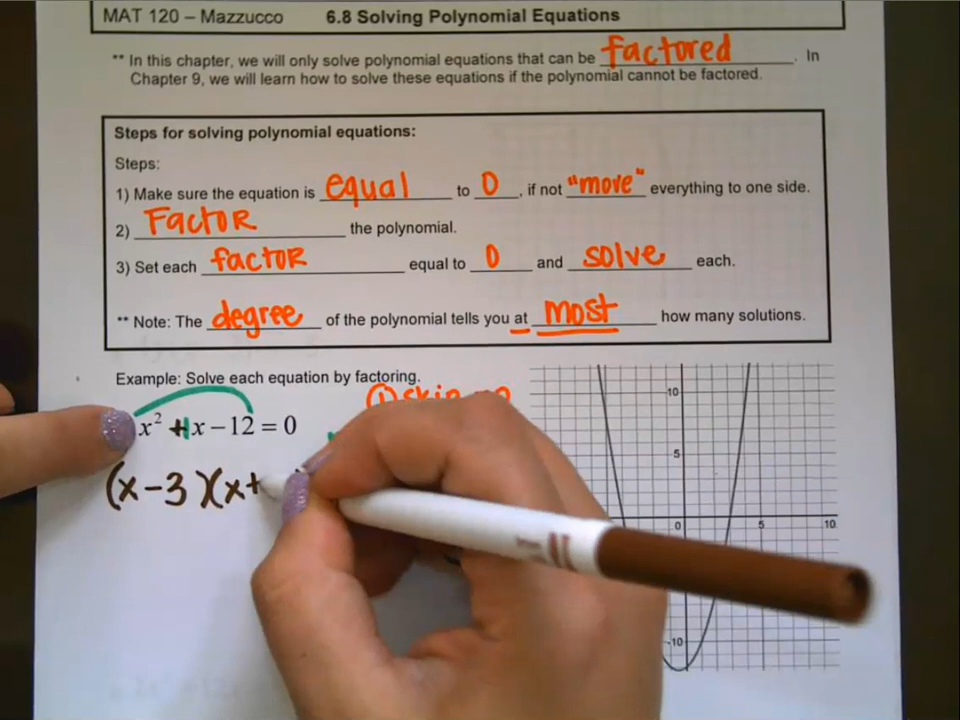 MAT 120 – Mazzucco 6.8 Solving Polynomial Equations
** In this chapter, we will only solve polynomial equations that can be factored. In
Chapter 9, we will learn how to solve these equations if the polynomial cannot be factored.
Steps for solving polynomial equations:
Steps:
1) Make sure the equation is equal to 0, if not "move" everything to one side.
2) FactoR the polynomial.
3) Set each factoR equal to 0 and solve each.
** Note: The degree of the polynomial tells you at most how many solutions.
Example: Solve each equation by factoring.
① skip
x² + 1x – 12 = 0
(x – 3)(x +
10
5
0 5 10
-10